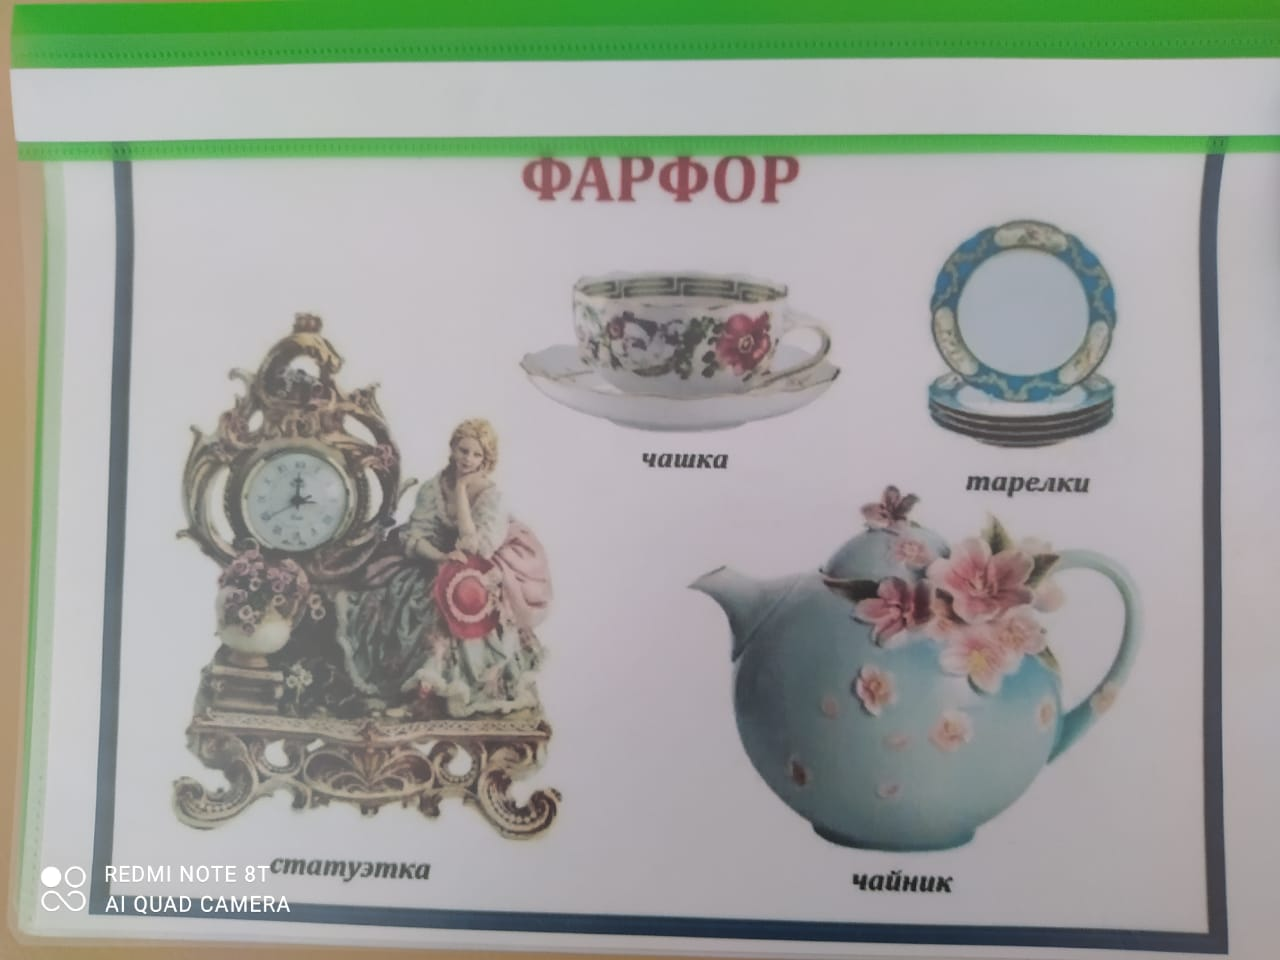 ФАРФОР
чашка
тарелки
статуэтка
чайник
REDMI NOTE 8T
AI QUAD CAMERA